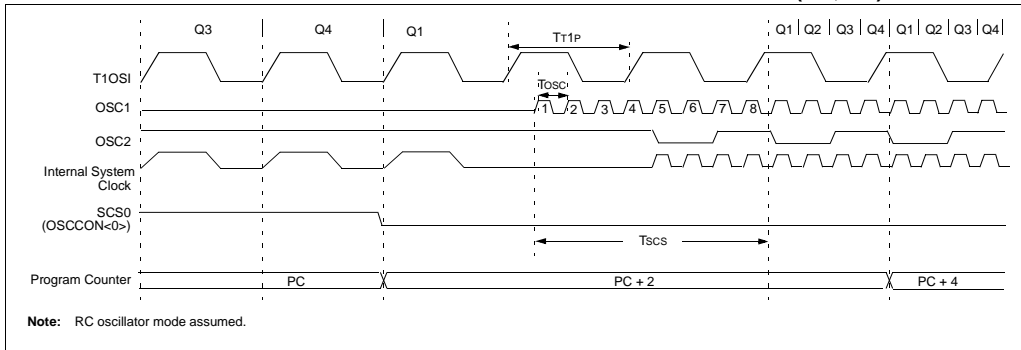 Q3 Q4 Q1 Q1 Q2 Q3 Q4 Q1 Q2 Q3 Q4
TT1P
T1OSI
TOSC
OSC1
1 2 3 4 5 6 7 8
OSC2
Internal System
Clock
SCS0
(OSCCON<0>)
TSCS
Program Counter PC PC + 2 PC + 4
Note: RC oscillator mode assumed.